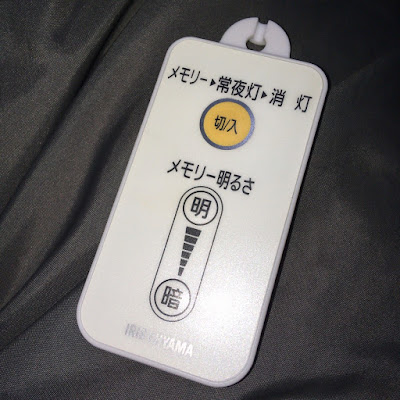 メモリー▶常夜灯▶消 灯
切/入
メモリー明るさ
明
暗
IRIS OHYAMA